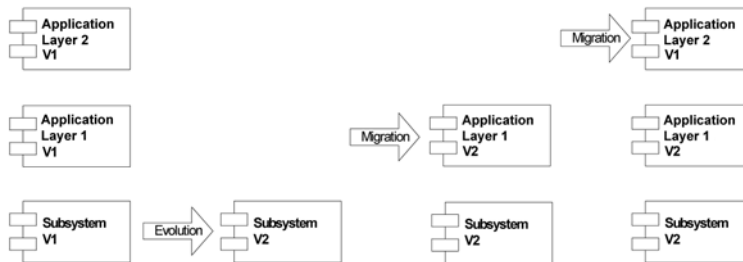 Application
Layer 2
V1
Migration
Application
Layer 2
V1
Application
Layer 1
V1
Migration
Application
Layer 1
V2
Application
Layer 1
V2
Subsystem
V1
Evolution
Subsystem
V2
Subsystem
V2
Subsystem
V2